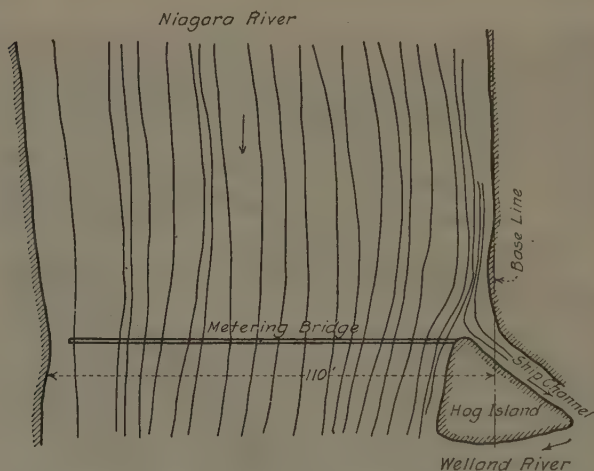 Niagara River
Base Line
Metering Bridge
110'
Ship Channel
Hog Island
Welland River